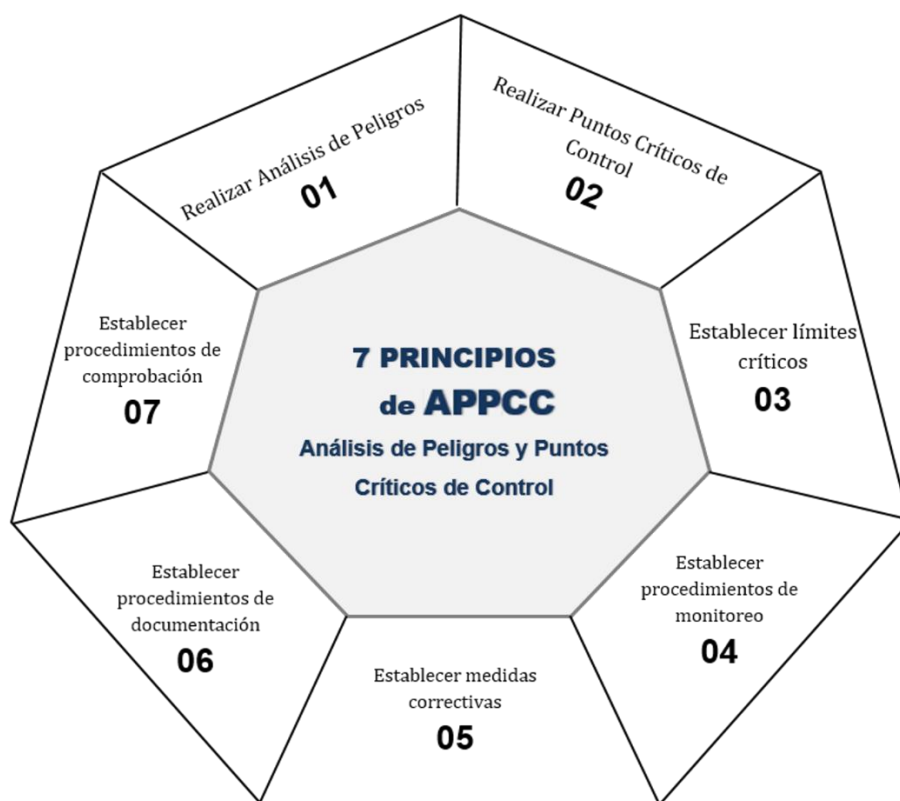 Realizar Análisis de Peligros
01
Realizar Puntos Críticos de
Control
02
Establecer límites
críticos
03
Establecer
procedimientos de
monitoreo
04
Establecer medidas
correctivas
05
Establecer
procedimientos de
documentación
06
Establecer
procedimientos de
comprobación
07
7 PRINCIPIOS
de APPCC
Análisis de Peligros y Puntos
Críticos de Control